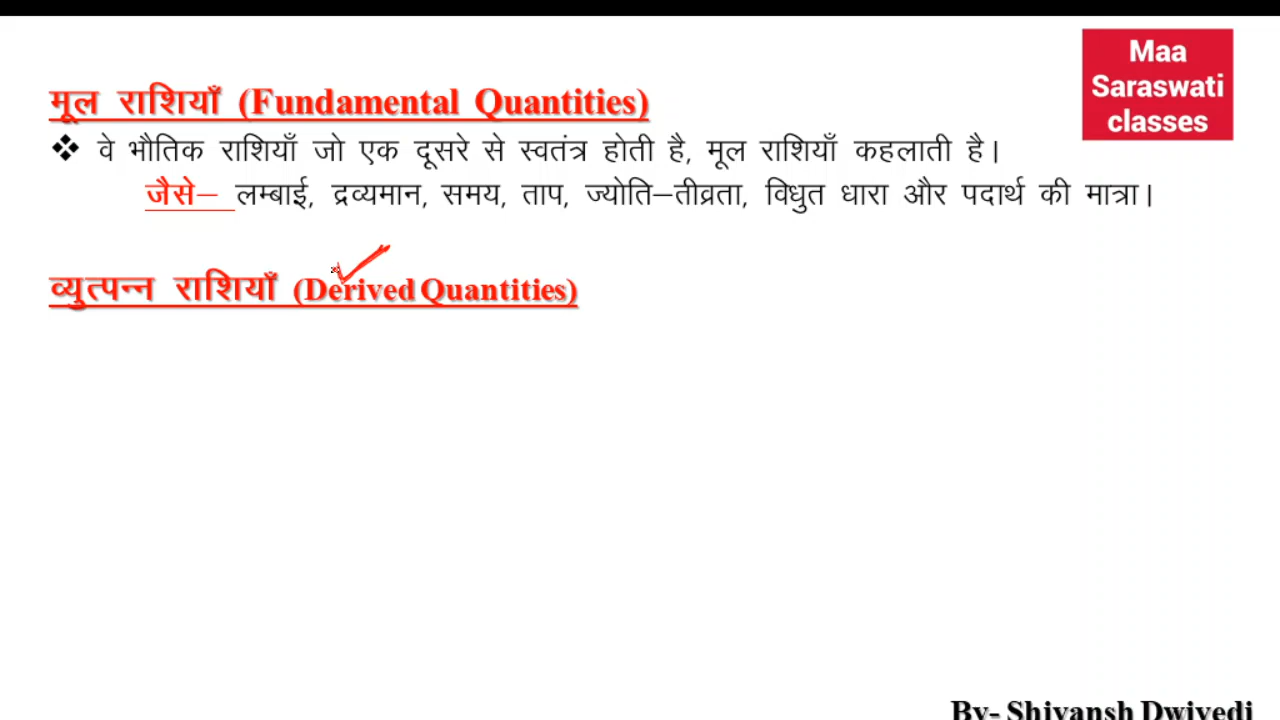 Maa
Saraswati
classes
मूल राशियाँ (Fundamental Quantities)
❖ वे भौतिक राशियाँ जो एक दूसरे से स्वतंत्र होती है, मूल राशियाँ कहलाती है।
जैसे– लम्बाई, द्रव्यमान, समय, ताप, ज्योति–तीव्रता, विधुत धारा और पदार्थ की मात्रा।
व्युत्पन्न राशियाँ (Derived Quantities)
By- Shivansh Dwivedi